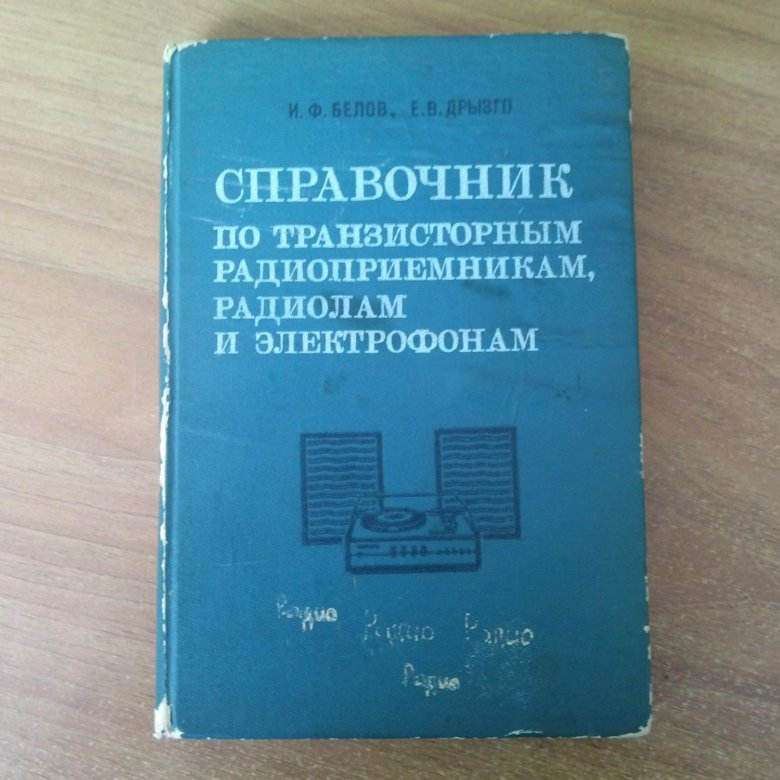 И. Ф. БЕЛОВ, Е. В. ДРЫЗГО
СПРАВОЧНИК
ПО ТРАНЗИСТОРНЫМ
РАДИОПРИЕМНИКАМ,
РАДИОЛАМ
И ЭЛЕКТРОФОНАМ
Радио
Радио Радио
Радио